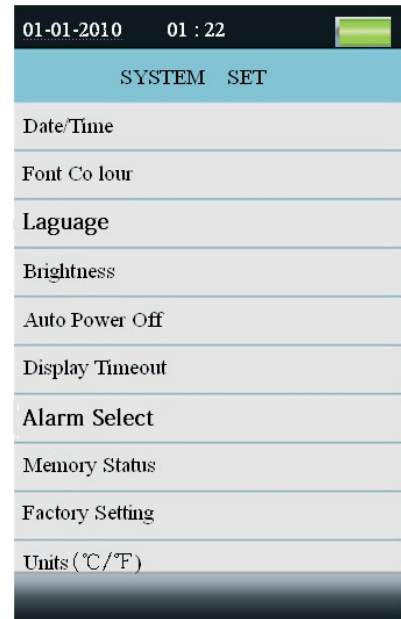 01-01-2010 01 : 22
SYSTEM SET
Date/Time
Font Co lour
Laguage
Brightness
Auto Power Off
Display Timeout
Alarm Select
Memory Status
Factory Setting
Units (℃/℉)